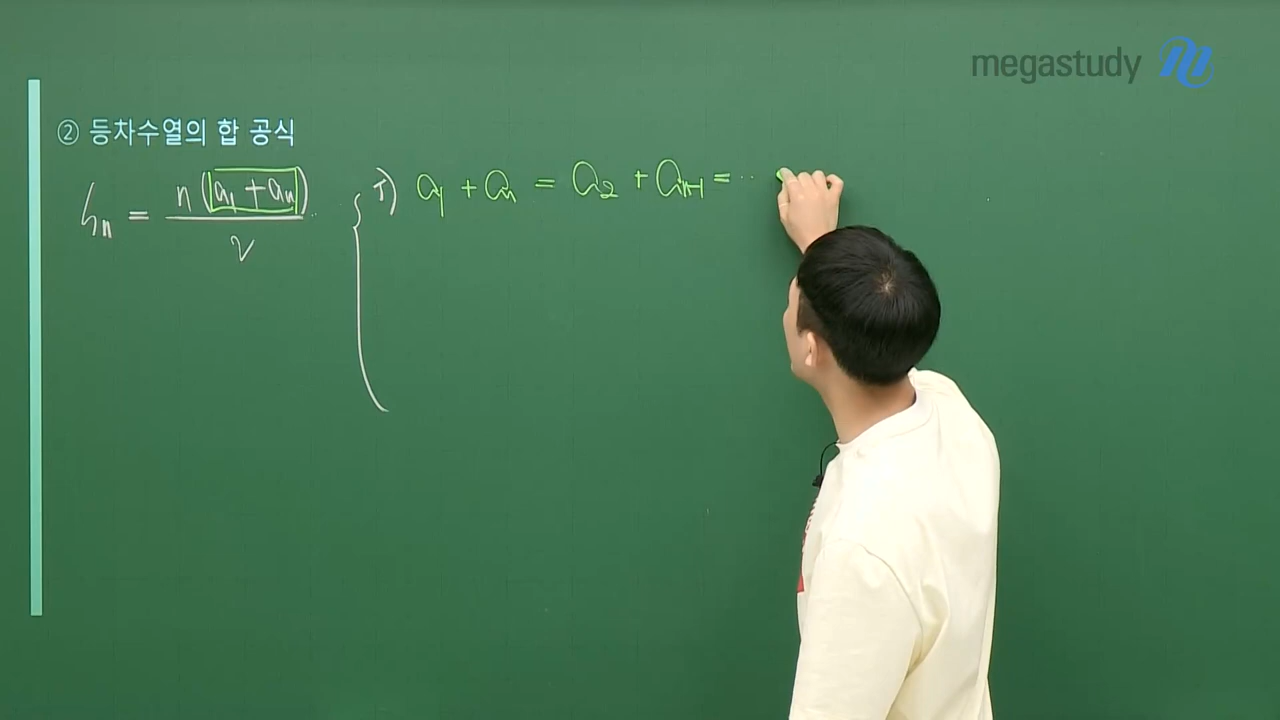 megastudy
② 등차수열의 합 공식
Sn = n(a1 + an) / 2
i) a1 + an = a2 + an-1 = ...